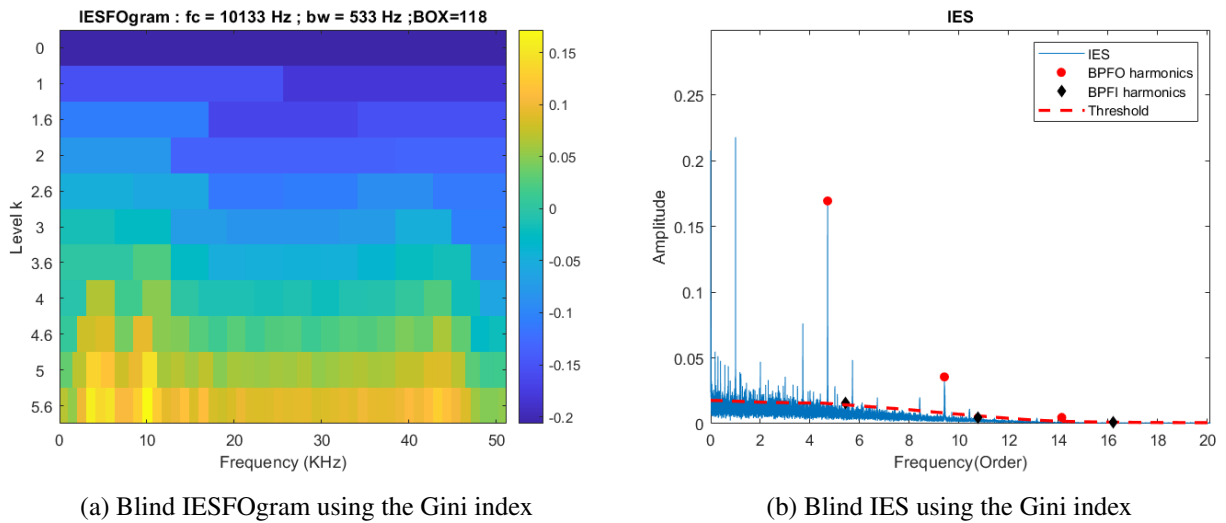 IESFOgram : fc = 10133 Hz ; bw = 533 Hz ;BOX=118
Level k
0
1
1.6
2
2.6
3
3.6
4
4.6
5
5.6
0 10 20 30 40 50
Frequency (KHz)
0.15
0.1
0.05
0
-0.05
-0.1
-0.15
-0.2
(a) Blind IESFOgram using the Gini index
IES
Amplitude
0.25
0.2
0.15
0.1
0.05
0
0 2 4 6 8 10 12 14 16 18 20
Frequency(Order)
IES
BPFO harmonics
BPFI harmonics
Threshold
(b) Blind IES using the Gini index